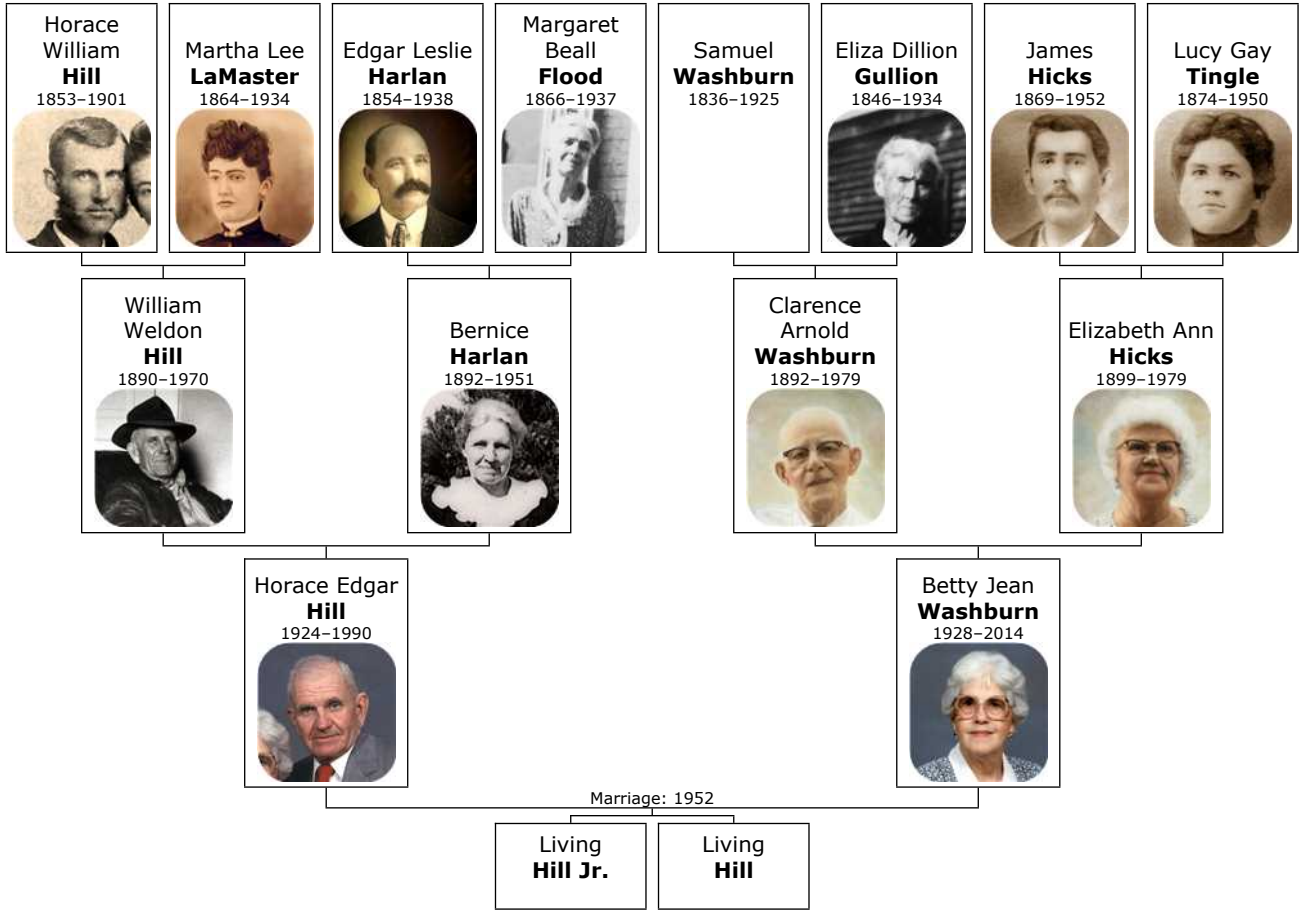 Horace
William
Hill
1853–1901
Martha Lee
LaMaster
1864–1934
Edgar Leslie
Harlan
1854–1938
Margaret
Beall
Flood
1866–1937
Samuel
Washburn
1836–1925
Eliza Dillion
Gullion
1846–1934
James
Hicks
1869–1952
Lucy Gay
Tingle
1874–1950
William
Weldon
Hill
1890–1970
Bernice
Harlan
1892–1951
Clarence
Arnold
Washburn
1892–1979
Elizabeth Ann
Hicks
1899–1979
Horace Edgar
Hill
1924–1990
Betty Jean
Washburn
1928–2014
Marriage: 1952
Living
Hill Jr.
Living
Hill